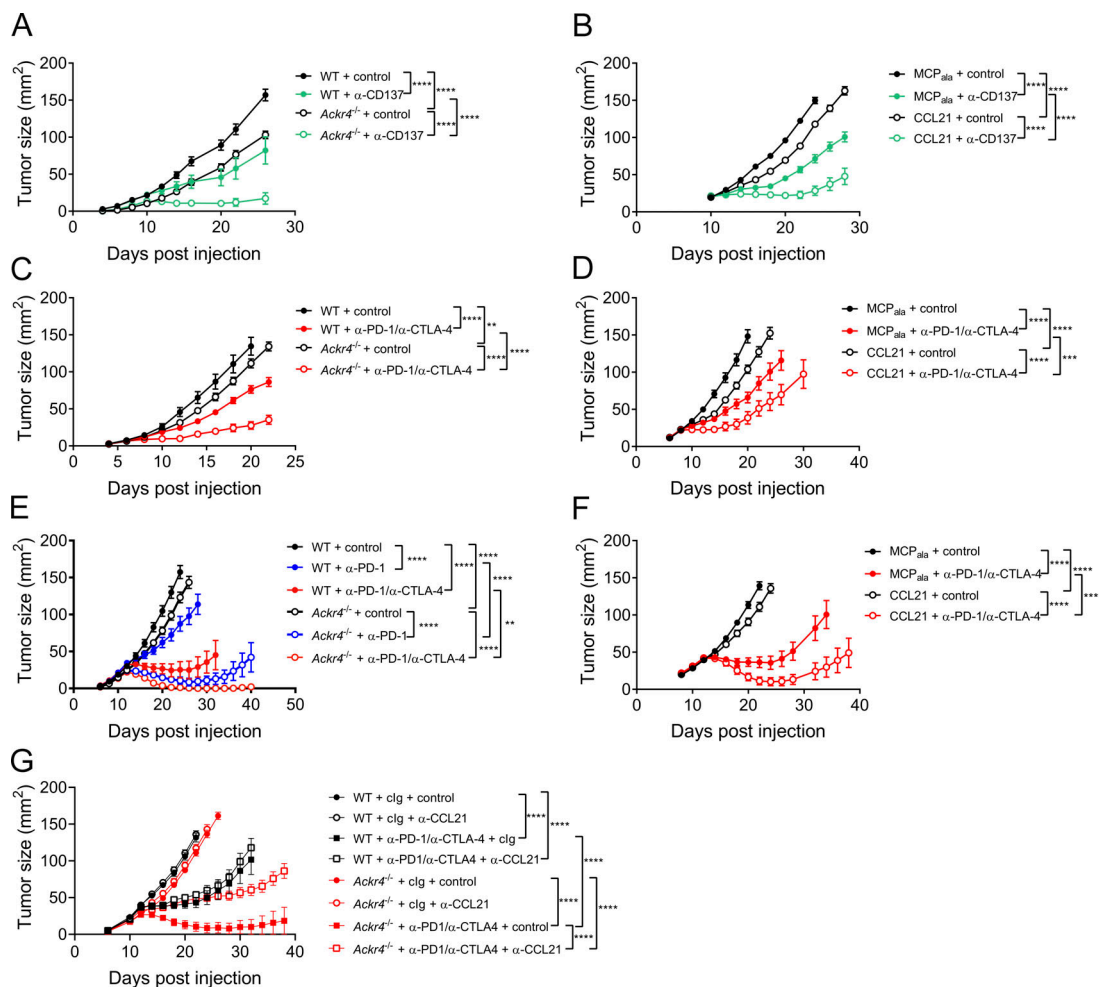 A
Tumor size (mm²)
200
150
100
50
0
0 10 20 30
Days post injection
WT + control
WT + α-CD137
Ackr4⁻/⁻ + control
Ackr4⁻/⁻ + α-CD137
****
****
****
****
B
Tumor size (mm²)
200
150
100
50
0
0 10 20 30
Days post injection
MCPala + control
MCPala + α-CD137
CCL21 + control
CCL21 + α-CD137
****
****
****
****
C
Tumor size (mm²)
200
150
100
50
0
0 5 10 15 20 25
Days post injection
WT + control
WT + α-PD-1/α-CTLA-4
Ackr4⁻/⁻ + control
Ackr4⁻/⁻ + α-PD-1/α-CTLA-4
****
**
****
****
D
Tumor size (mm²)
200
150
100
50
0
0 10 20 30 40
Days post injection
MCPala + control
MCPala + α-PD-1/α-CTLA-4
CCL21 + control
CCL21 + α-PD-1/α-CTLA-4
****
****
****
***
E
Tumor size (mm²)
200
150
100
50
0
0 10 20 30 40 50
Days post injection
WT + control
WT + α-PD-1
WT + α-PD-1/α-CTLA-4
Ackr4⁻/⁻ + control
Ackr4⁻/⁻ + α-PD-1
Ackr4⁻/⁻ + α-PD-1/α-CTLA-4
****
****
****
****
**
****
****
F
Tumor size (mm²)
200
150
100
50
0
0 10 20 30 40
Days post injection
MCPala + control
MCPala + α-PD-1/α-CTLA-4
CCL21 + control
CCL21 + α-PD-1/α-CTLA-4
****
****
****
***
G
Tumor size (mm²)
200
150
100
50
0
0 10 20 30 40
Days post injection
WT + cIg + control
WT + cIg + α-CCL21
WT + α-PD-1/α-CTLA-4 + cIg
WT + α-PD1/α-CTLA4 + α-CCL21
Ackr4⁻/⁻ + cIg + control
Ackr4⁻/⁻ + cIg + α-CCL21
Ackr4⁻/⁻ + α-PD1/α-CTLA4 + control
Ackr4⁻/⁻ + α-PD1/α-CTLA4 + α-CCL21
****
****
****
****
****
****